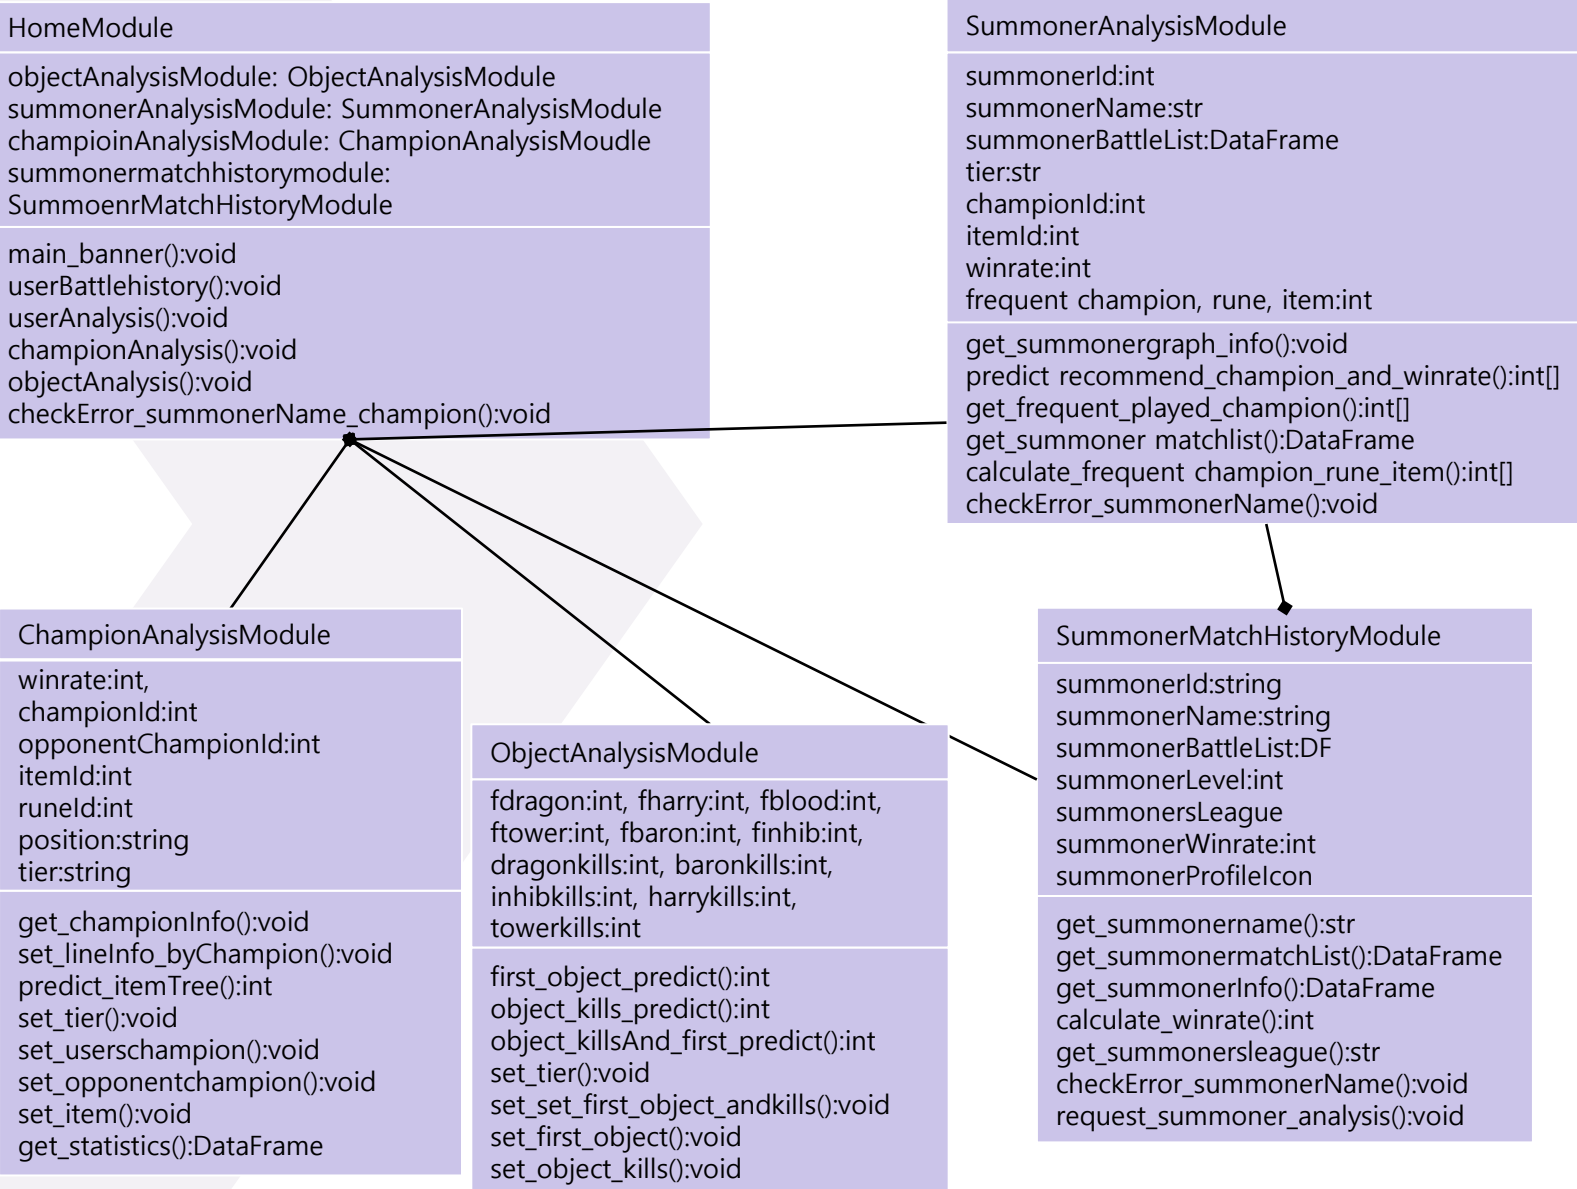 HomeModule
objectAnalysisModule: ObjectAnalysisModule
summonerAnalysisModule: SummonerAnalysisModule
champioinAnalysisModule: ChampionAnalysisMoudle
summonermatchhistorymodule:
SummoenrMatchHistoryModule
main_banner():void
userBattlehistory():void
userAnalysis():void
championAnalysis():void
objectAnalysis():void
checkError_summonerName_champion():void
SummonerAnalysisModule
summonerId:int
summonerName:str
summonerBattleList:DataFrame
tier:str
championId:int
itemId:int
winrate:int
frequent champion, rune, item:int
get_summonergraph_info():void
predict recommend_champion_and_winrate():int[]
get_frequent_played_champion():int[]
get_summoner matchlist():DataFrame
calculate_frequent champion_rune_item():int[]
checkError_summonerName():void
ChampionAnalysisModule
winrate:int,
championId:int
opponentChampionId:int
itemId:int
runeId:int
position:string
tier:string
get_championInfo():void
set_lineInfo_byChampion():void
predict_itemTree():int
set_tier():void
set_userschampion():void
set_opponentchampion():void
set_item():void
get_statistics():DataFrame
ObjectAnalysisModule
fdragon:int, fharry:int, fblood:int,
ftower:int, fbaron:int, finhib:int,
dragonkills:int, baronkills:int,
inhibkills:int, harrykills:int,
towerkills:int
first_object_predict():int
object_kills_predict():int
object_killsAnd_first_predict():int
set_tier():void
set_set_first_object_andkills():void
set_first_object():void
set_object_kills():void
SummonerMatchHistoryModule
summonerId:string
summonerName:string
summonerBattleList:DF
summonerLevel:int
summonersLeague
summonerWinrate:int
summonerProfileIcon
get_summonername():str
get_summonermatchList():DataFrame
get_summonerInfo():DataFrame
calculate_winrate():int
get_summonersleague():str
checkError_summonerName():void
request_summoner_analysis():void